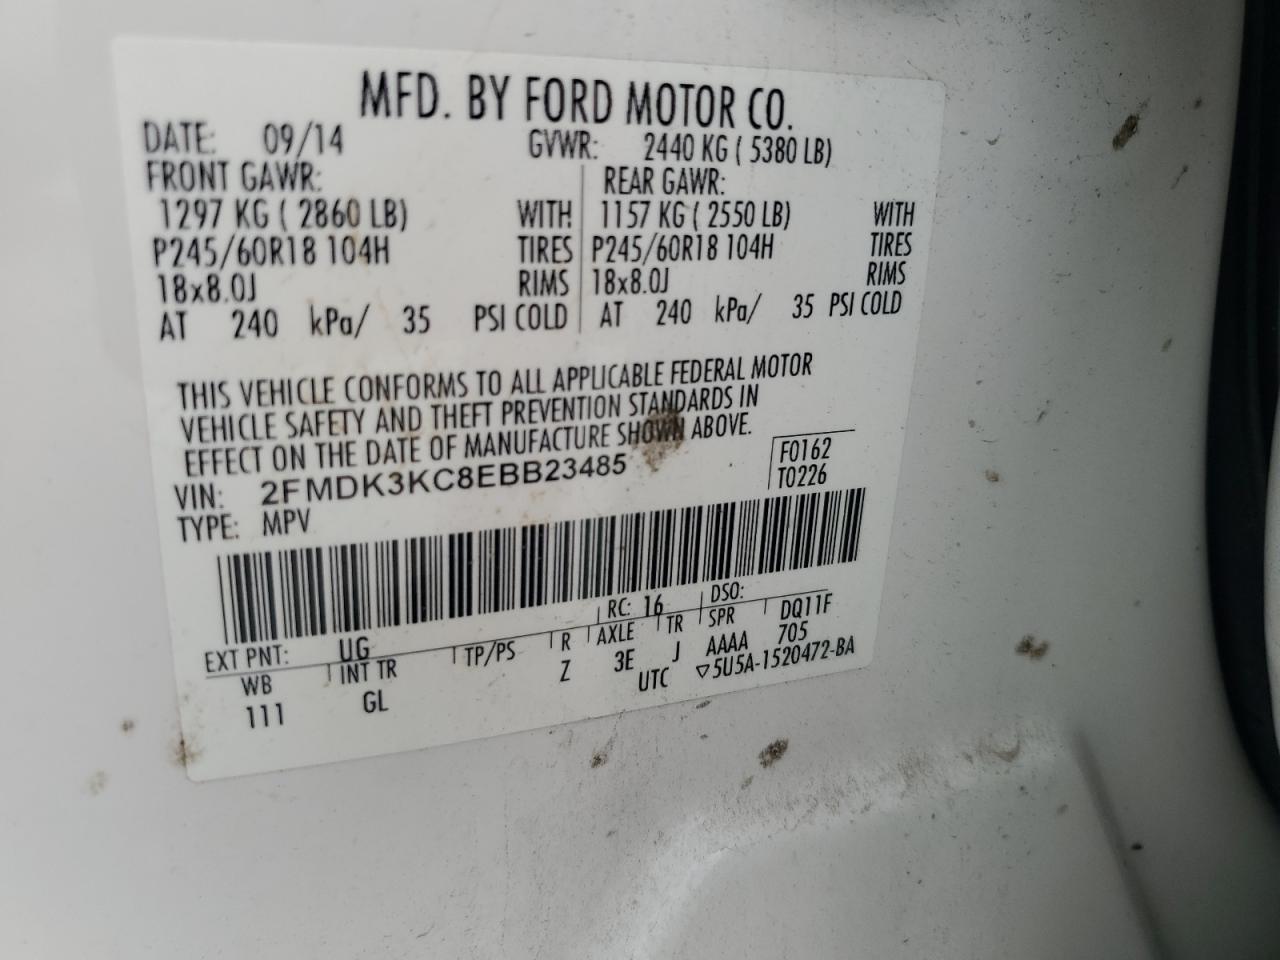 MFD. BY FORD MOTOR CO.
DATE: 09/14 GVWR: 2440 KG ( 5380 LB)
FRONT GAWR: REAR GAWR:
1297 KG ( 2860 LB) WITH 1157 KG ( 2550 LB) WITH
P245/60R18 104H TIRES P245/60R18 104H TIRES
18x8.0J RIMS 18x8.0J RIMS
AT 240 kPa/ 35 PSI COLD AT 240 kPa/ 35 PSI COLD
THIS VEHICLE CONFORMS TO ALL APPLICABLE FEDERAL MOTOR
VEHICLE SAFETY AND THEFT PREVENTION STANDARDS IN
EFFECT ON THE DATE OF MANUFACTURE SHOWN ABOVE.
VIN: 2FMDK3KC8EBB23485 F0162
TYPE: MPV T0226
EXT PNT: UG RC: 16 DSO:
WB INT TR TP/PS R AXLE TR SPR DQ11F
111 GL Z 3E J AAAA 705
UTC ▽5U5A-1520472-BA